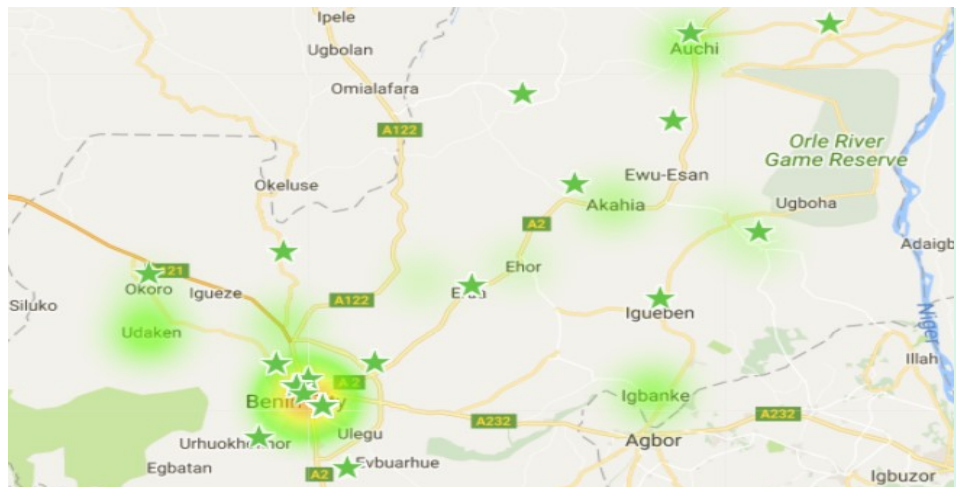 Ipele
Ugbolan
Auchi
Omialafara
A122
Orle River
Game Reserve
Ewu-Esan
Okeluse
Akahia
Ugboha
A2
Adaigb
Ehor
121
Okoro
Igueze
A122
Siluko
Igueben
Niger
Udaken
Illah
A2
Igbanke
A232
A232
Ulegu
Agbor
Egbatan
A2
Evbuarhue
Igbuzor